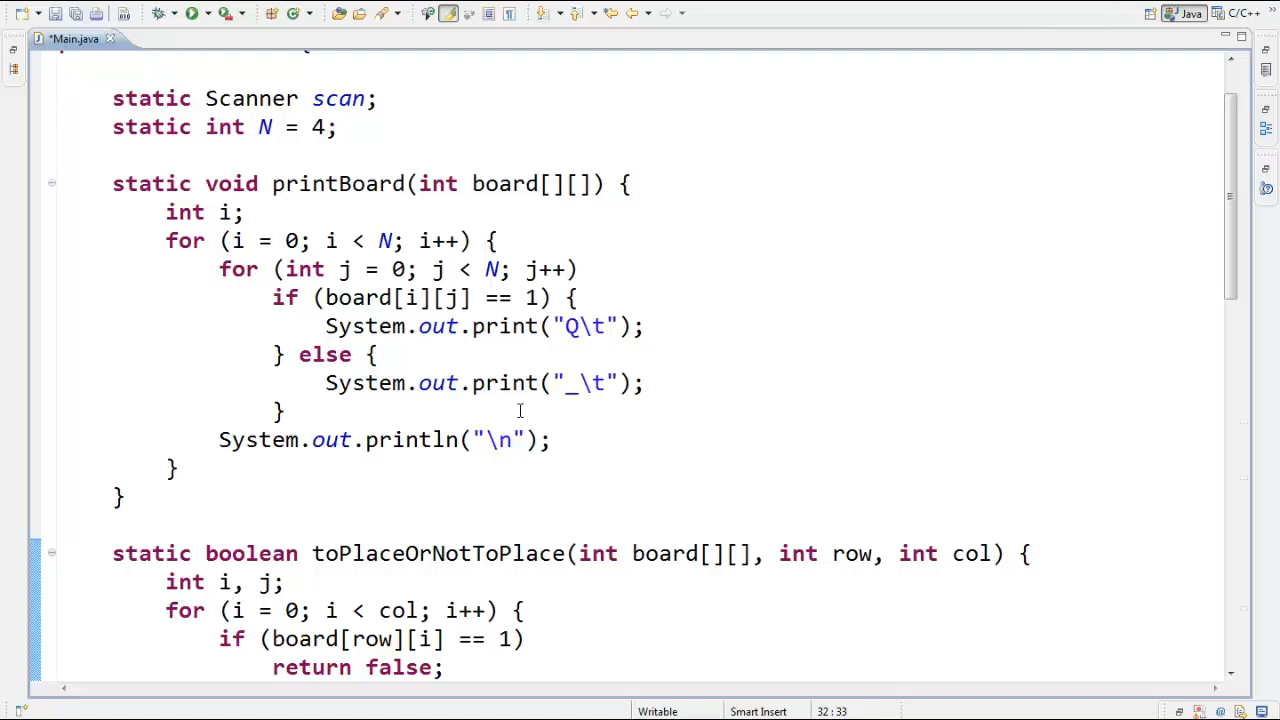 Java
C/C++
*Main.java
static Scanner scan;
static int N = 4;
static void printBoard(int board[][]) {
int i;
for (i = 0; i < N; i++) {
for (int j = 0; j < N; j++)
if (board[i][j] == 1) {
System.out.print("Q\t");
} else {
System.out.print("_\t");
}
System.out.println("\n");
}
}
static boolean toPlaceOrNotToPlace(int board[][], int row, int col) {
int i, j;
for (i = 0; i < col; i++) {
if (board[row][i] == 1)
return false;
Writable
Smart Insert
32:33